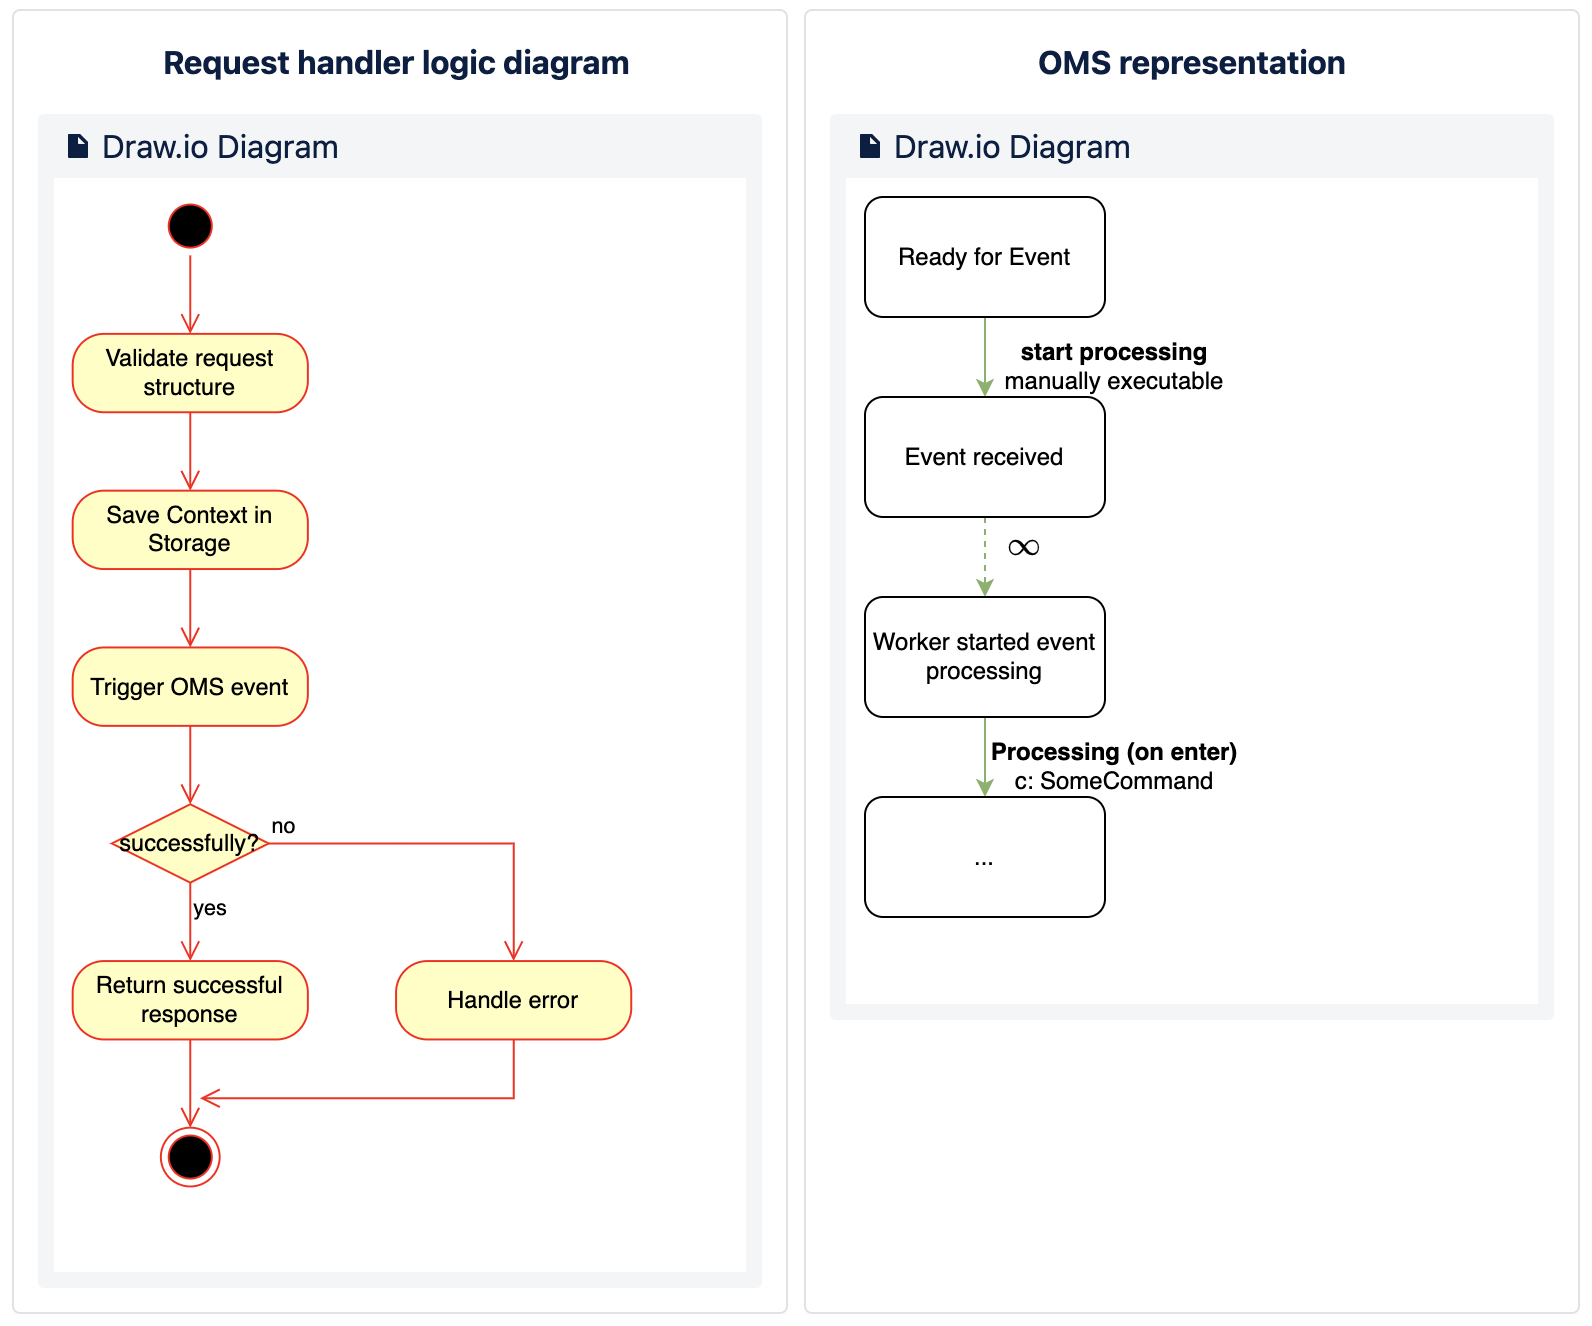 Request handler logic diagram
Draw.io Diagram
Validate request
structure
Save Context in
Storage
Trigger OMS event
successfully?
no
yes
Return successful
response
Handle error
OMS representation
Draw.io Diagram
Ready for Event
start processing
manually executable
Event received
∞
Worker started event
processing
Processing (on enter)
c: SomeCommand
...